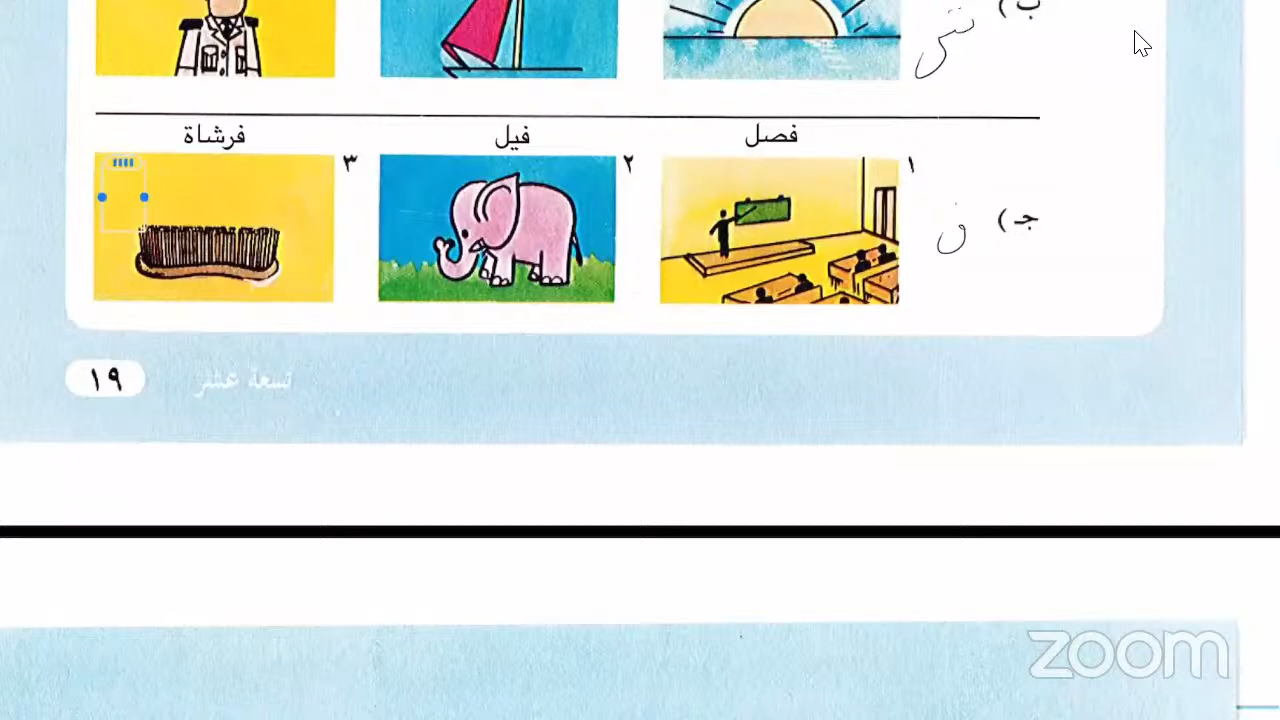 ب)
ش
فصل فيل فرشاة
١ ٢ ٣
جـ)
ف
١٩ تسعة عشر
zoom